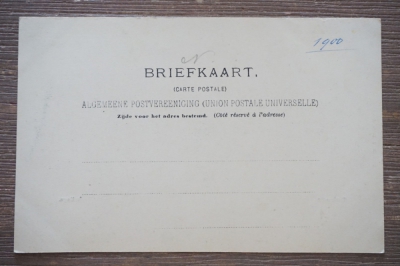 1900
BRIEFKAART.
(CARTE POSTALE)
ALGEMEENE POSTVEREENIGING (UNION POSTALE UNIVERSELLE)
Zijde voor het adres bestemd. (Côté réservé à l'adresse)